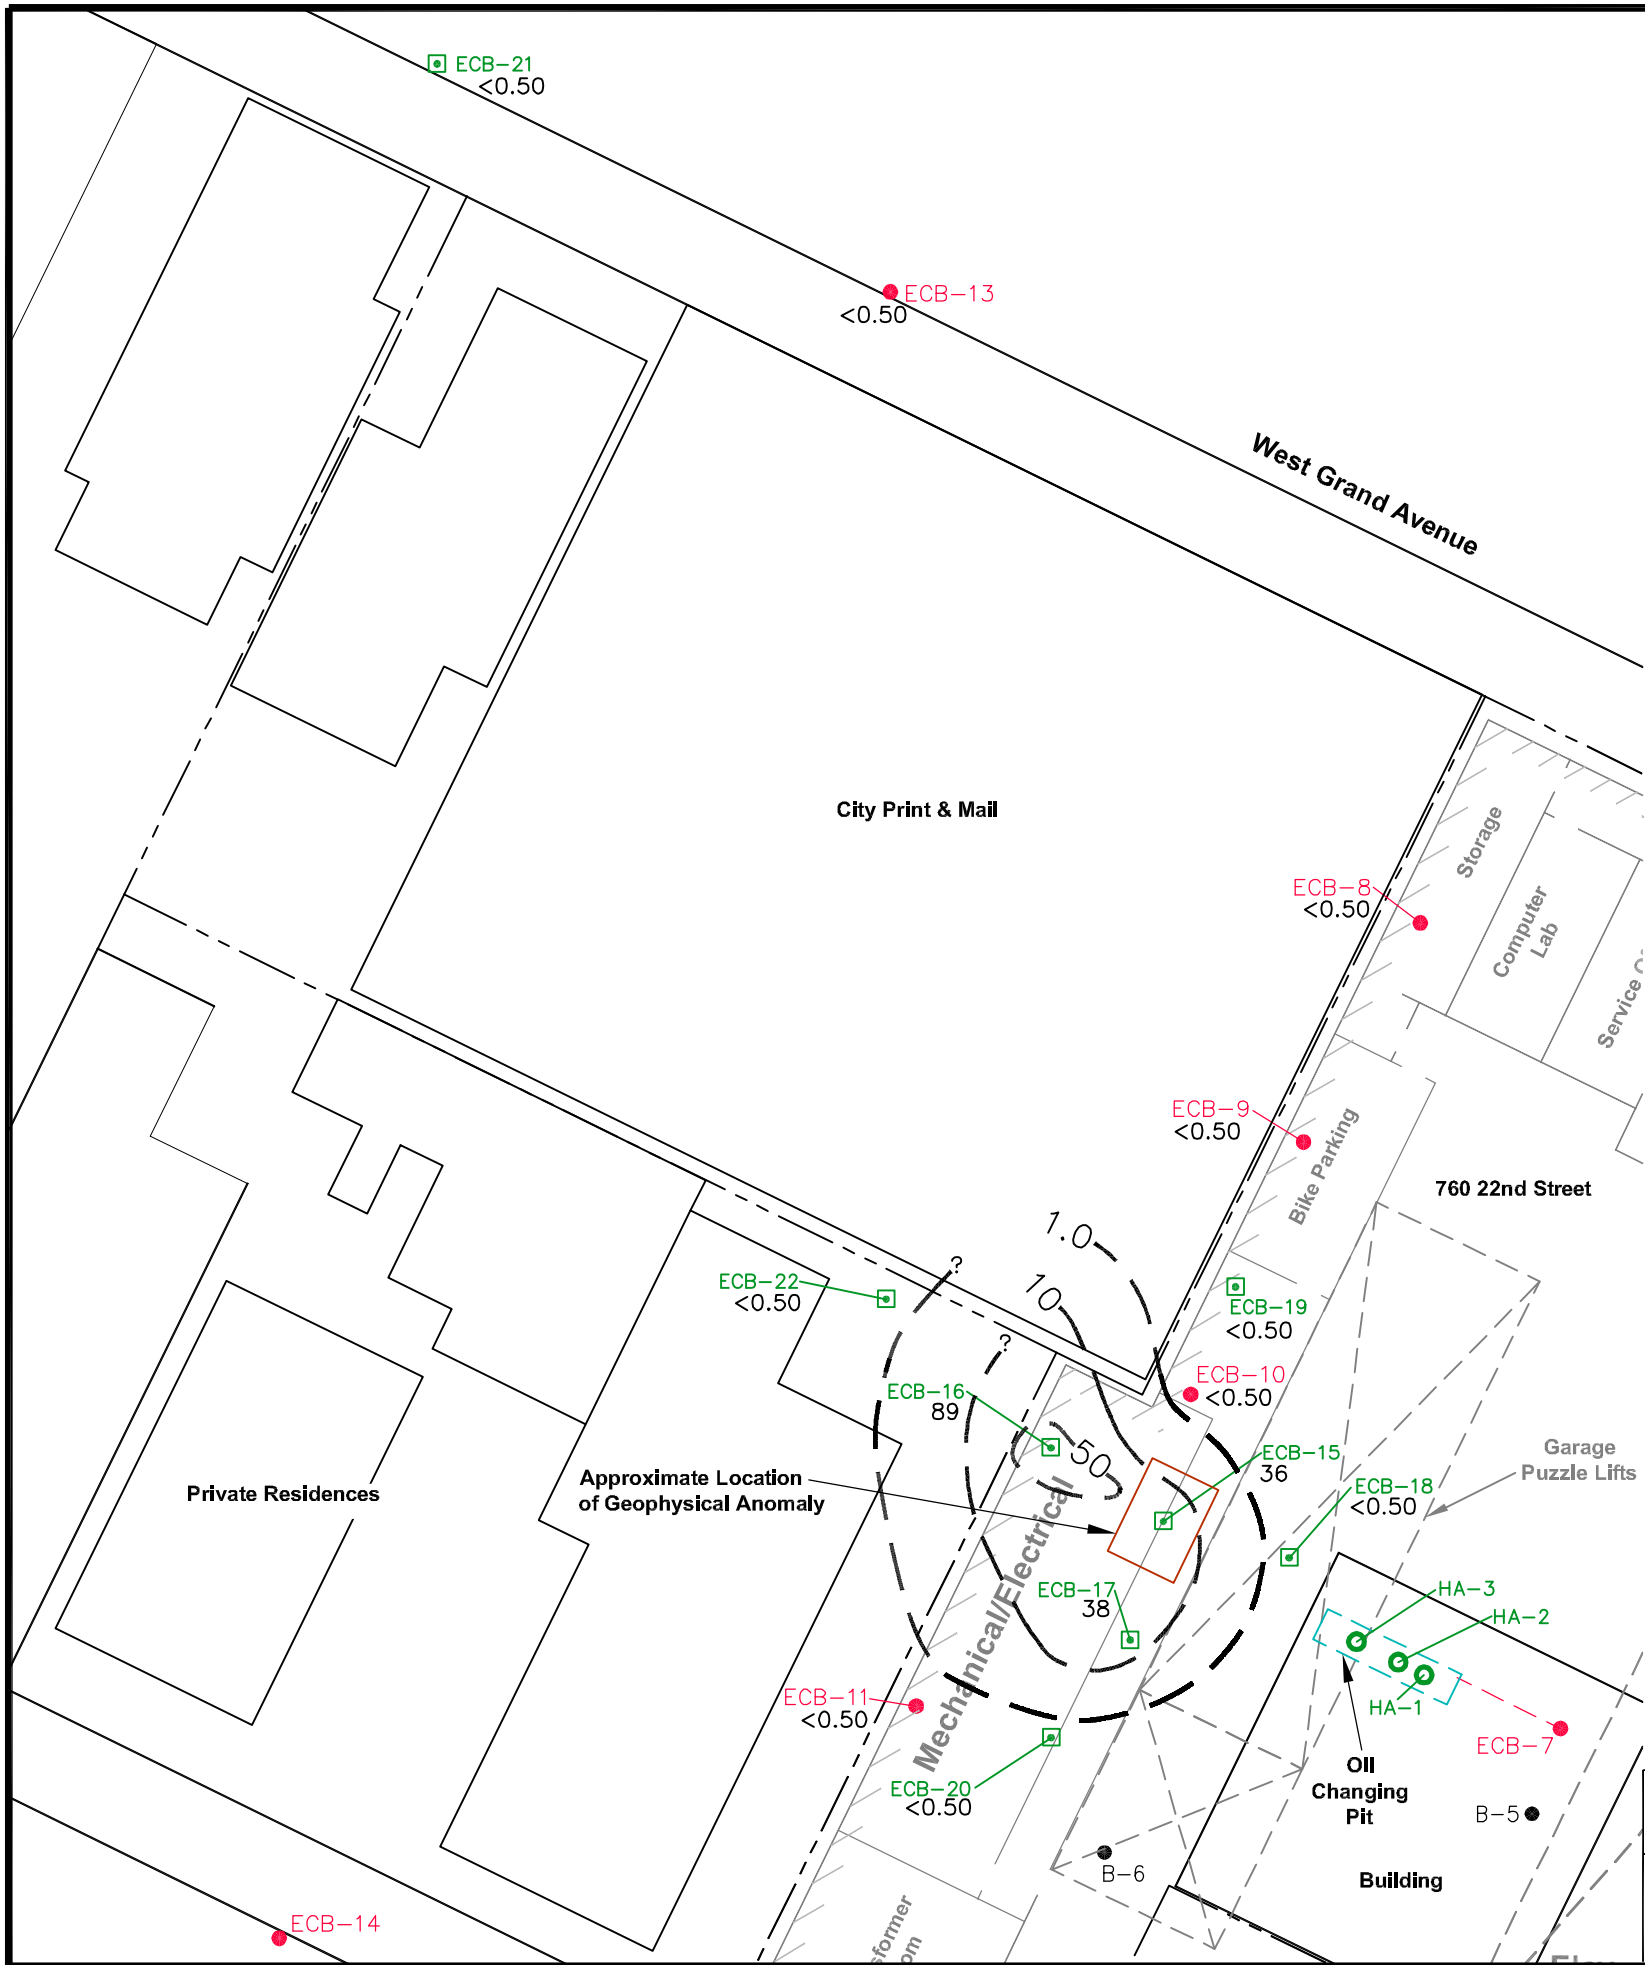 ECB-21
<0.50
ECB-13
<0.50
West Grand Avenue
City Print & Mail
Storage
ECB-8
<0.50
Computer
Lab
Service
ECB-9
<0.50
Bike Parking
760 22nd Street
1.0
?
ECB-22
<0.50
10
ECB-19
<0.50
?
ECB-10
<0.50
ECB-16
89
50
ECB-15
36
Garage
Puzzle Lifts
Approximate Location
of Geophysical Anomaly
Private Residences
ECB-18
<0.50
ECB-17
38
Mechanical/Electrical
HA-3
HA-2
HA-1
ECB-11
<0.50
ECB-7
ECB-20
<0.50
Oil
Changing
Pit
B-5
B-6
Building
ECB-14